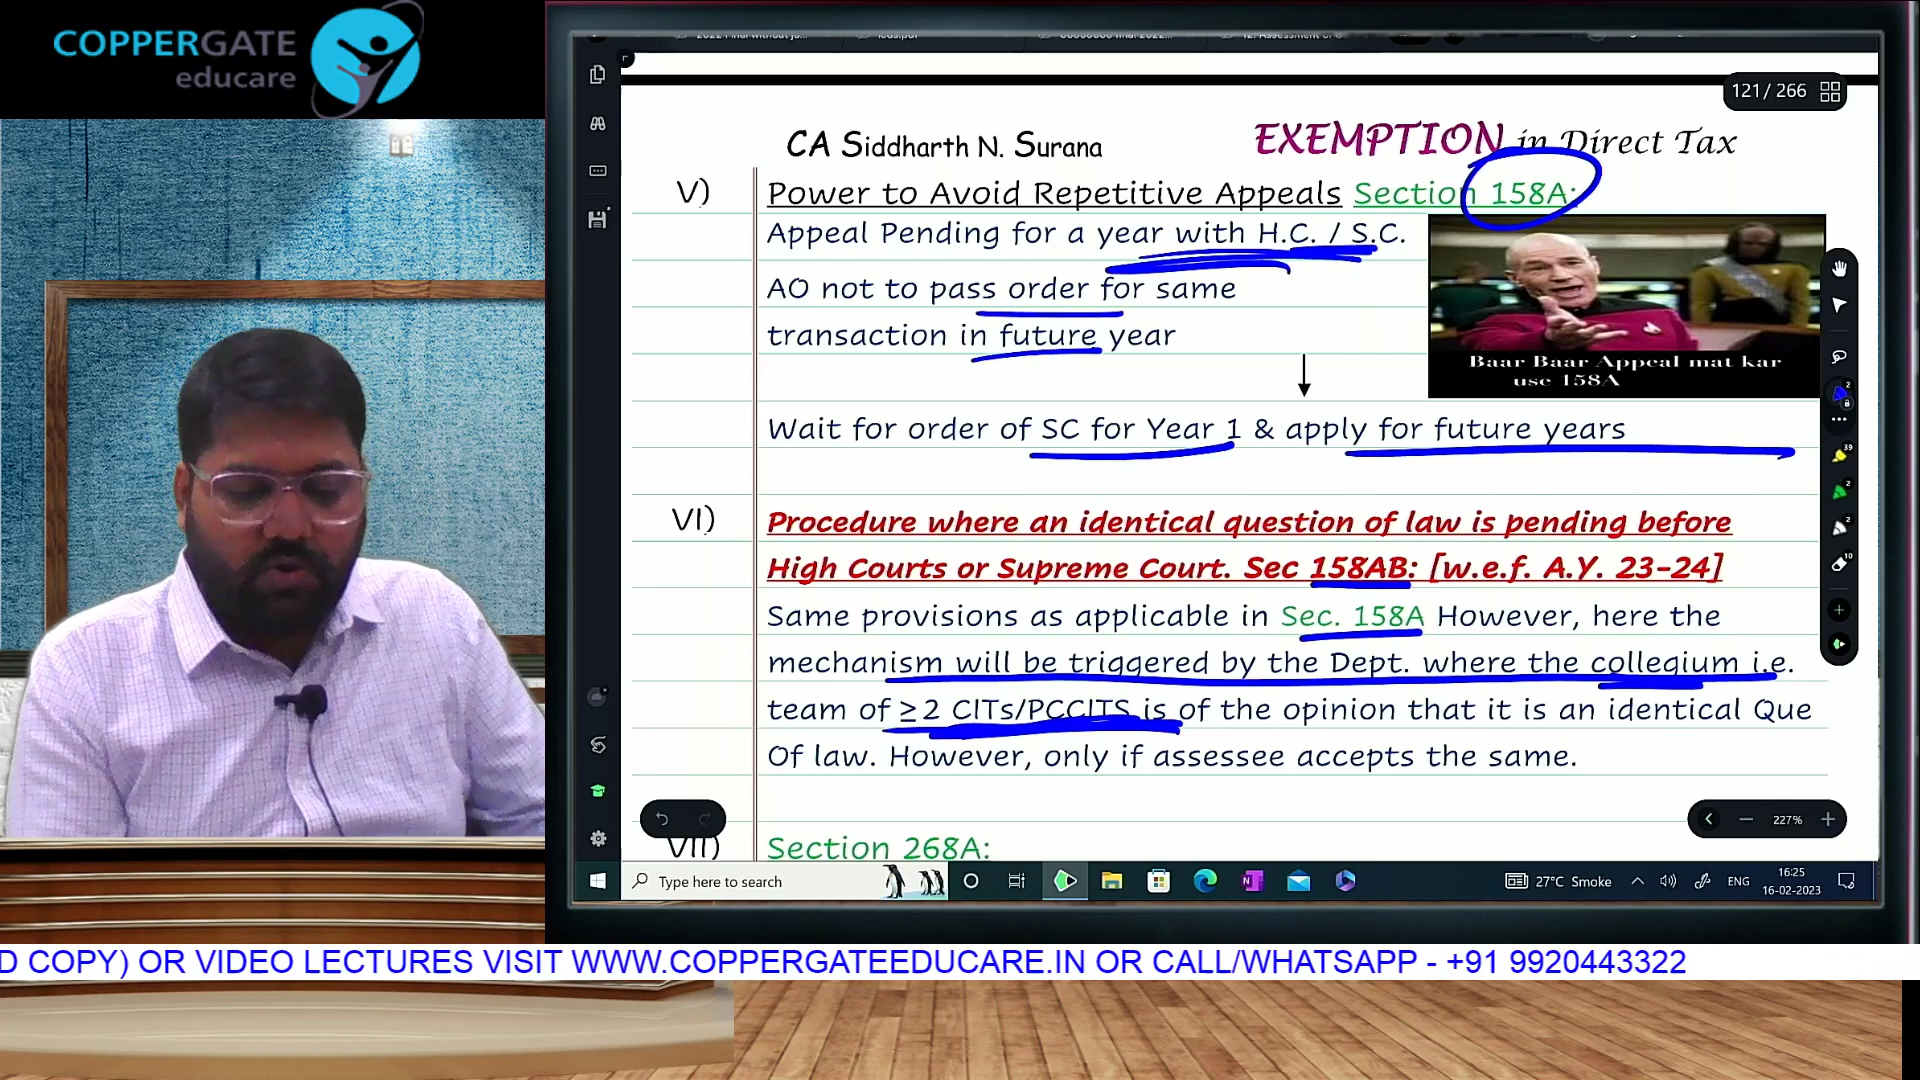 COPPERGATE
educare
121 / 266
CA Siddharth N. Surana
EXEMPTION in Direct Tax
V) Power to Avoid Repetitive Appeals Section 158A:
Appeal Pending for a year with H.C. / S.C.
AO not to pass order for same
transaction in future year
Baar Baar Appeal mat kar
use 158A
Wait for order of SC for Year 1 & apply for future years
VI) Procedure where an identical question of law is pending before
High Courts or Supreme Court. Sec 158AB: [w.e.f. A.Y. 23-24]
Same provisions as applicable in Sec. 158A However, here the
mechanism will be triggered by the Dept. where the collegium i.e.
team of ≥2 CITs/PCCITS is of the opinion that it is an identical Que
Of law. However, only if assessee accepts the same.
227%
VII) Section 268A:
Type here to search
27°C Smoke
ENG
16:25
16-02-2023
D COPY) OR VIDEO LECTURES VISIT WWW.COPPERGATEEDUCARE.IN OR CALL/WHATSAPP - +91 9920443322